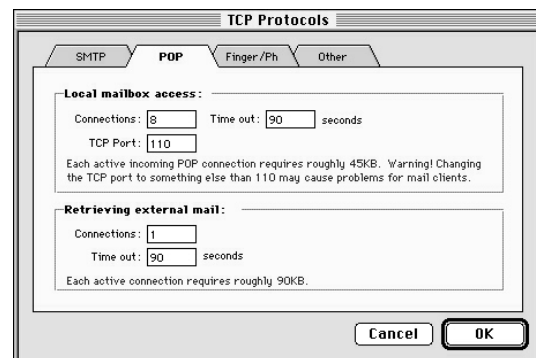 TCP Protocols
SMTP POP Finger/Ph Other
Local mailbox access:
Connections: 8 Time out: 90 seconds
TCP Port: 110
Each active incoming POP connection requires roughly 45KB. Warning! Changing
the TCP port to something else than 110 may cause problems for mail clients.
Retrieving external mail:
Connections: 1
Time out: 90 seconds
Each active connection requires roughly 90KB.
Cancel OK